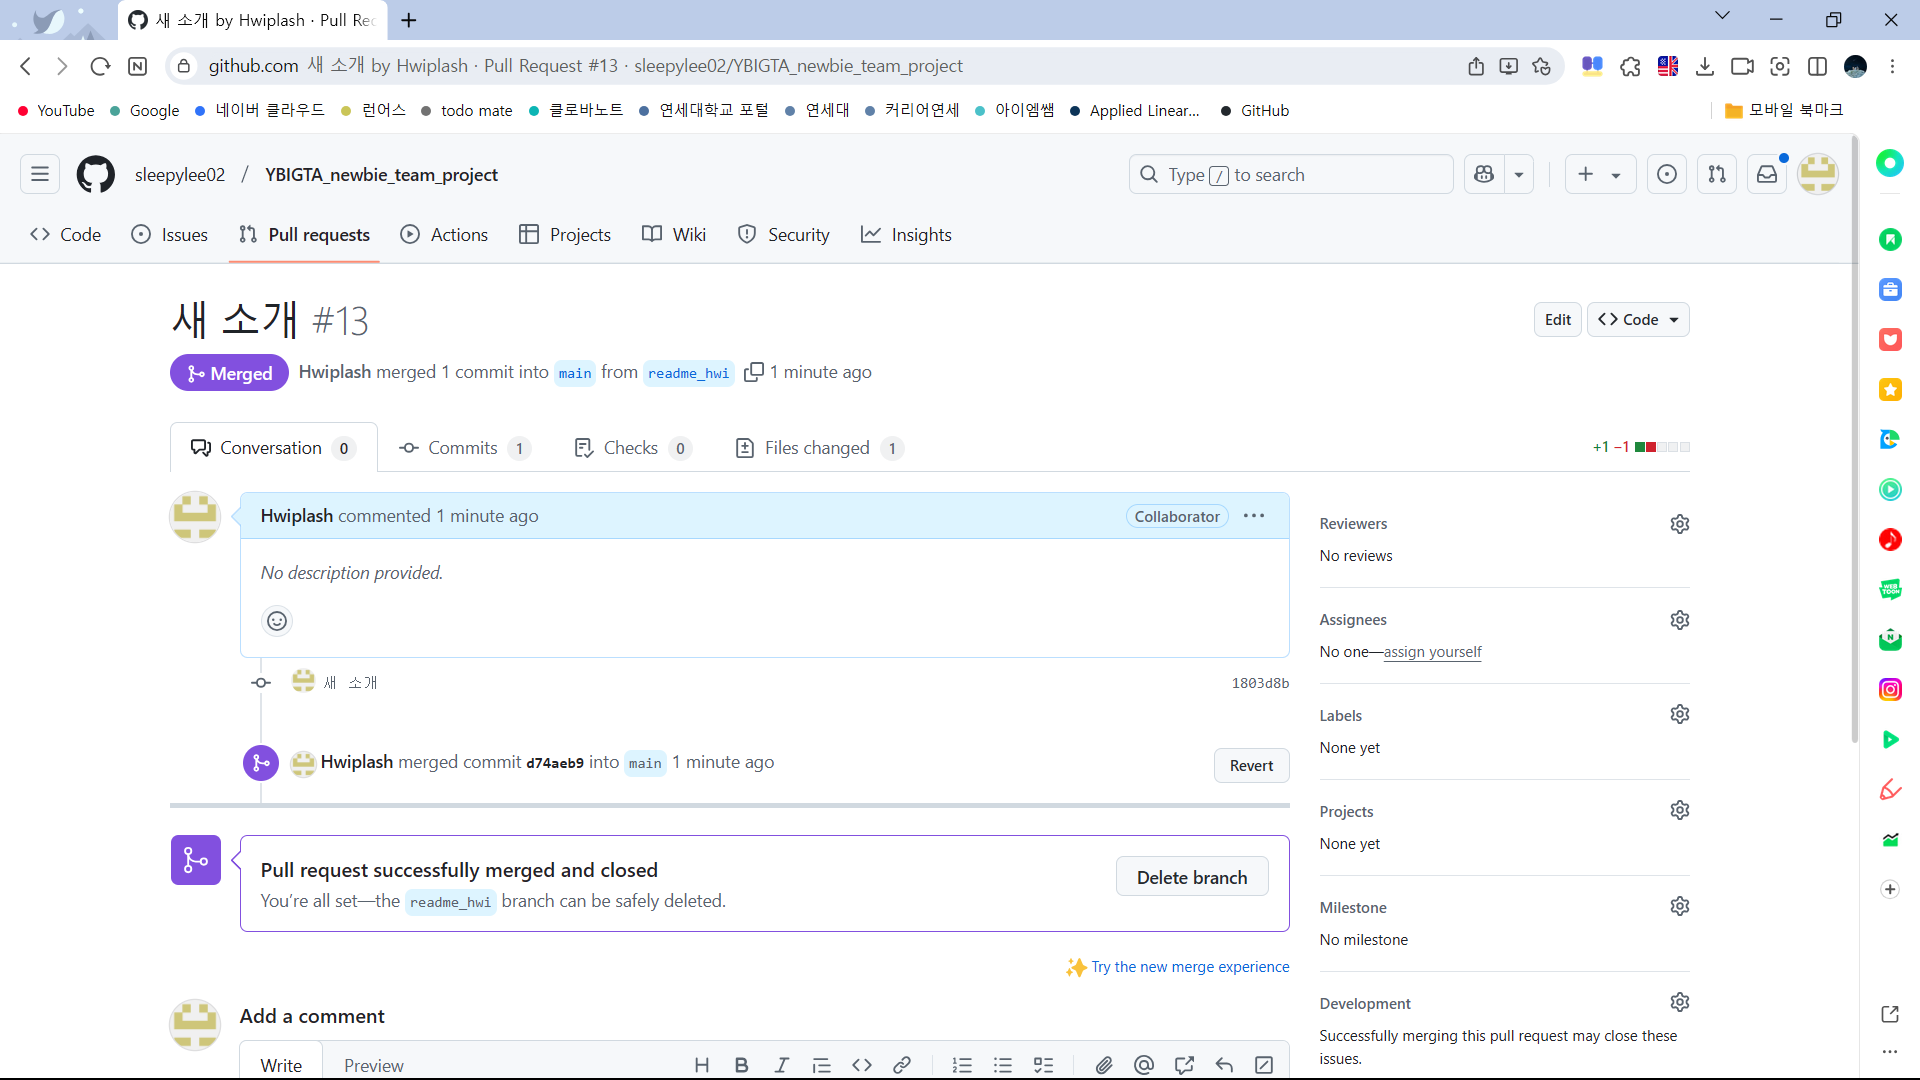 새 소개 by Hwiplash · Pull Rec
github.com 새 소개 by Hwiplash · Pull Request #13 · sleepylee02/YBIGTA_newbie_team_project
YouTube Google 네이버 클라우드 런어스 todo mate 클로바노트 연세대학교 포털 연세대 커리어연세 아이엠쌤 Applied Linear... GitHub 모바일 북마크
sleepylee02 / YBIGTA_newbie_team_project Type / to search
Code Issues Pull requests Actions Projects Wiki Security Insights
새 소개 #13 Edit Code
Merged Hwiplash merged 1 commit into main from readme_hwi 1 minute ago
Conversation 0 Commits 1 Checks 0 Files changed 1 +1 −1
Hwiplash commented 1 minute ago Collaborator
No description provided.
새 소개 1803d8b
Hwiplash merged commit d74aeb9 into main 1 minute ago Revert
Pull request successfully merged and closed
You're all set—the readme_hwi branch can be safely deleted.
Delete branch
Try the new merge experience
Add a comment
Write Preview
Reviewers
No reviews
Assignees
No one—assign yourself
Labels
None yet
Projects
None yet
Milestone
No milestone
Development
Successfully merging this pull request may close these
issues.
WEB
TOON